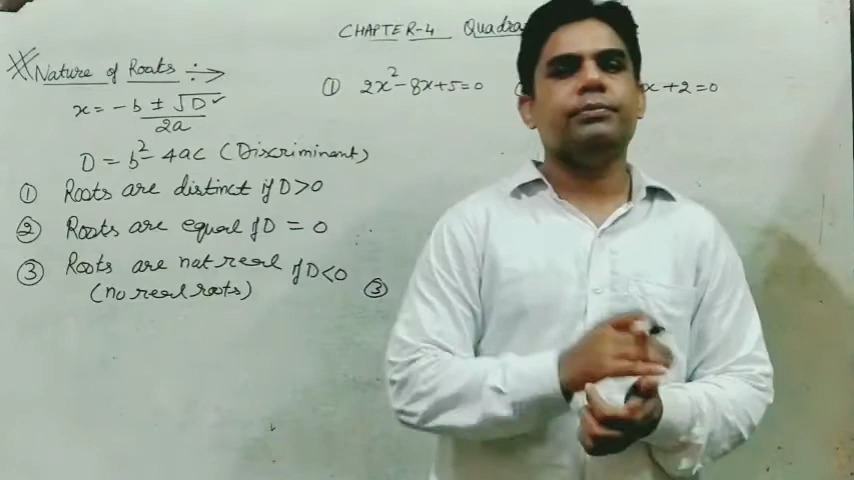 CHAPTER-4 Quadra
Nature of Roots :→
x = -b ± √D ✓
2a
D = b² - 4ac (Discriminant)
① Roots are distinct if D>0
② Roots are equal if D = 0
③ Roots are not real if D<0
(no real roots)
① 2x² - 8x + 5 = 0
x + 2 = 0
③